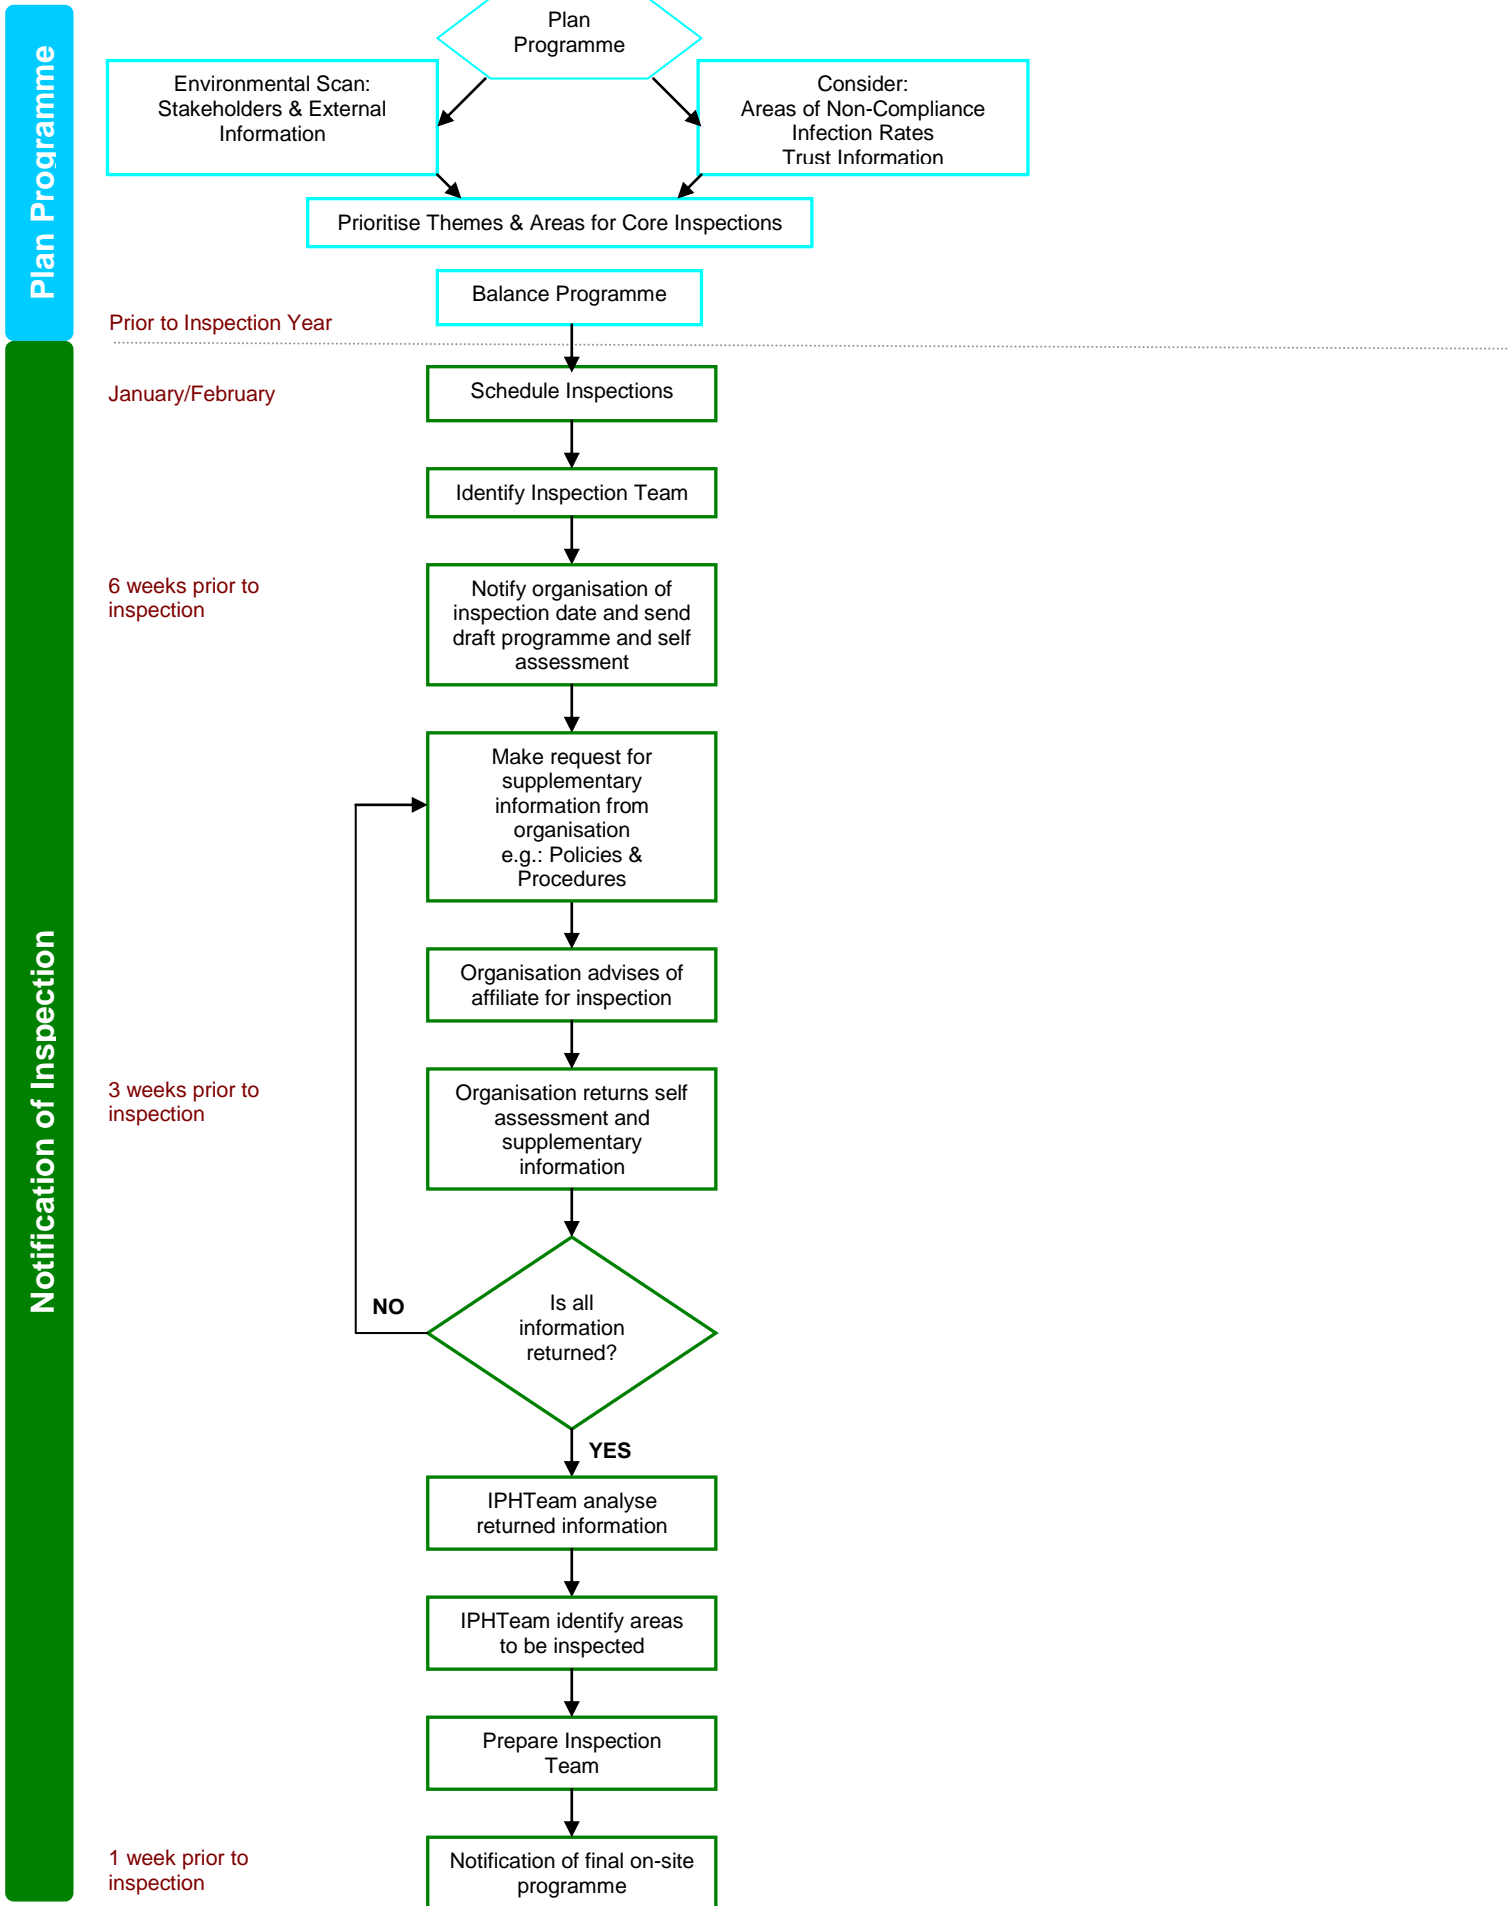 Plan Programme
Plan
Programme
Environmental Scan:
Stakeholders & External
Information
Consider:
Areas of Non-Compliance
Infection Rates
Trust Information
Prioritise Themes & Areas for Core Inspections
Balance Programme
Prior to Inspection Year
Notification of Inspection
January/February
Schedule Inspections
Identify Inspection Team
6 weeks prior to
inspection
Notify organisation of
inspection date and send
draft programme and self
assessment
Make request for
supplementary
information from
organisation
e.g.: Policies &
Procedures
Organisation advises of
affiliate for inspection
3 weeks prior to
inspection
Organisation returns self
assessment and
supplementary
information
Is all
information
returned?
NO
YES
IPHTeam analyse
returned information
IPHTeam identify areas
to be inspected
Prepare Inspection
Team
1 week prior to
inspection
Notification of final on-site
programme